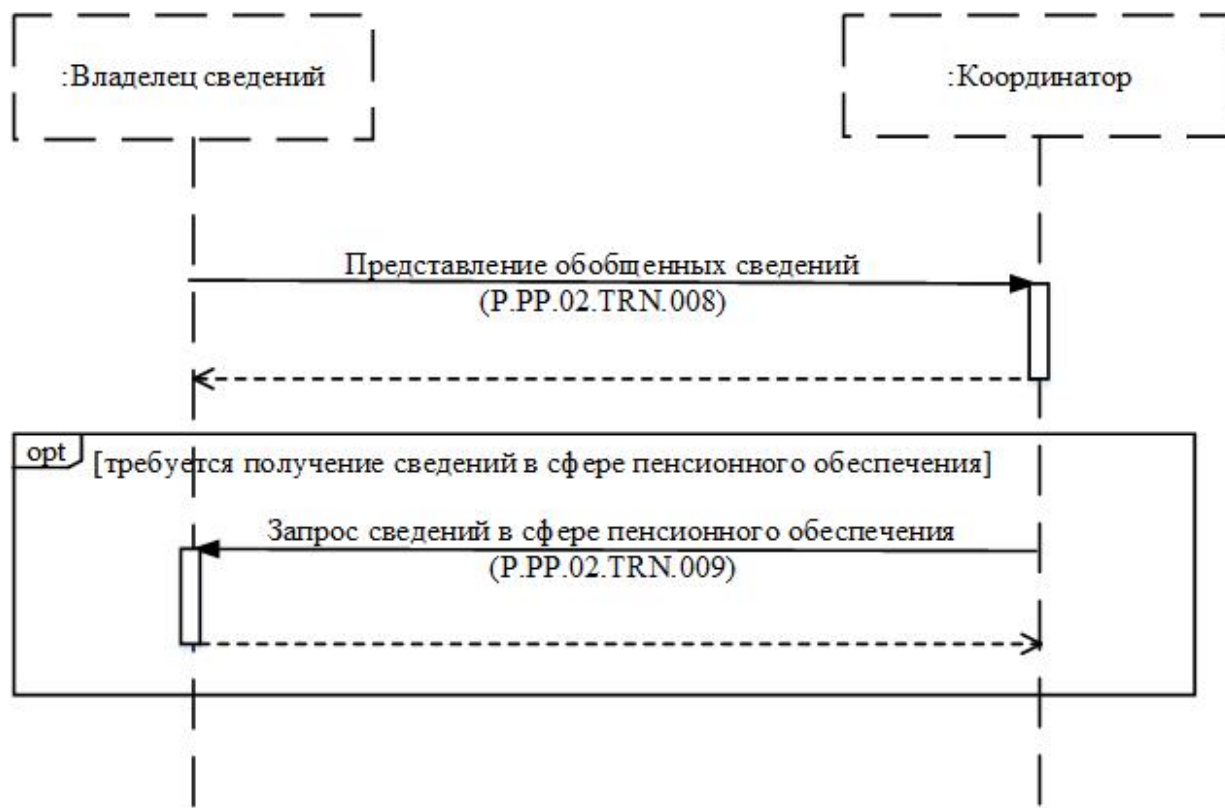 :Владелец сведений
:Координатор
Представление обобщенных сведений
(P.PP.02.TRN.008)
opt
[требуется получение сведений в сфере пенсионного обеспечения]
Запрос сведений в сфере пенсионного обеспечения
(P.PP.02.TRN.009)